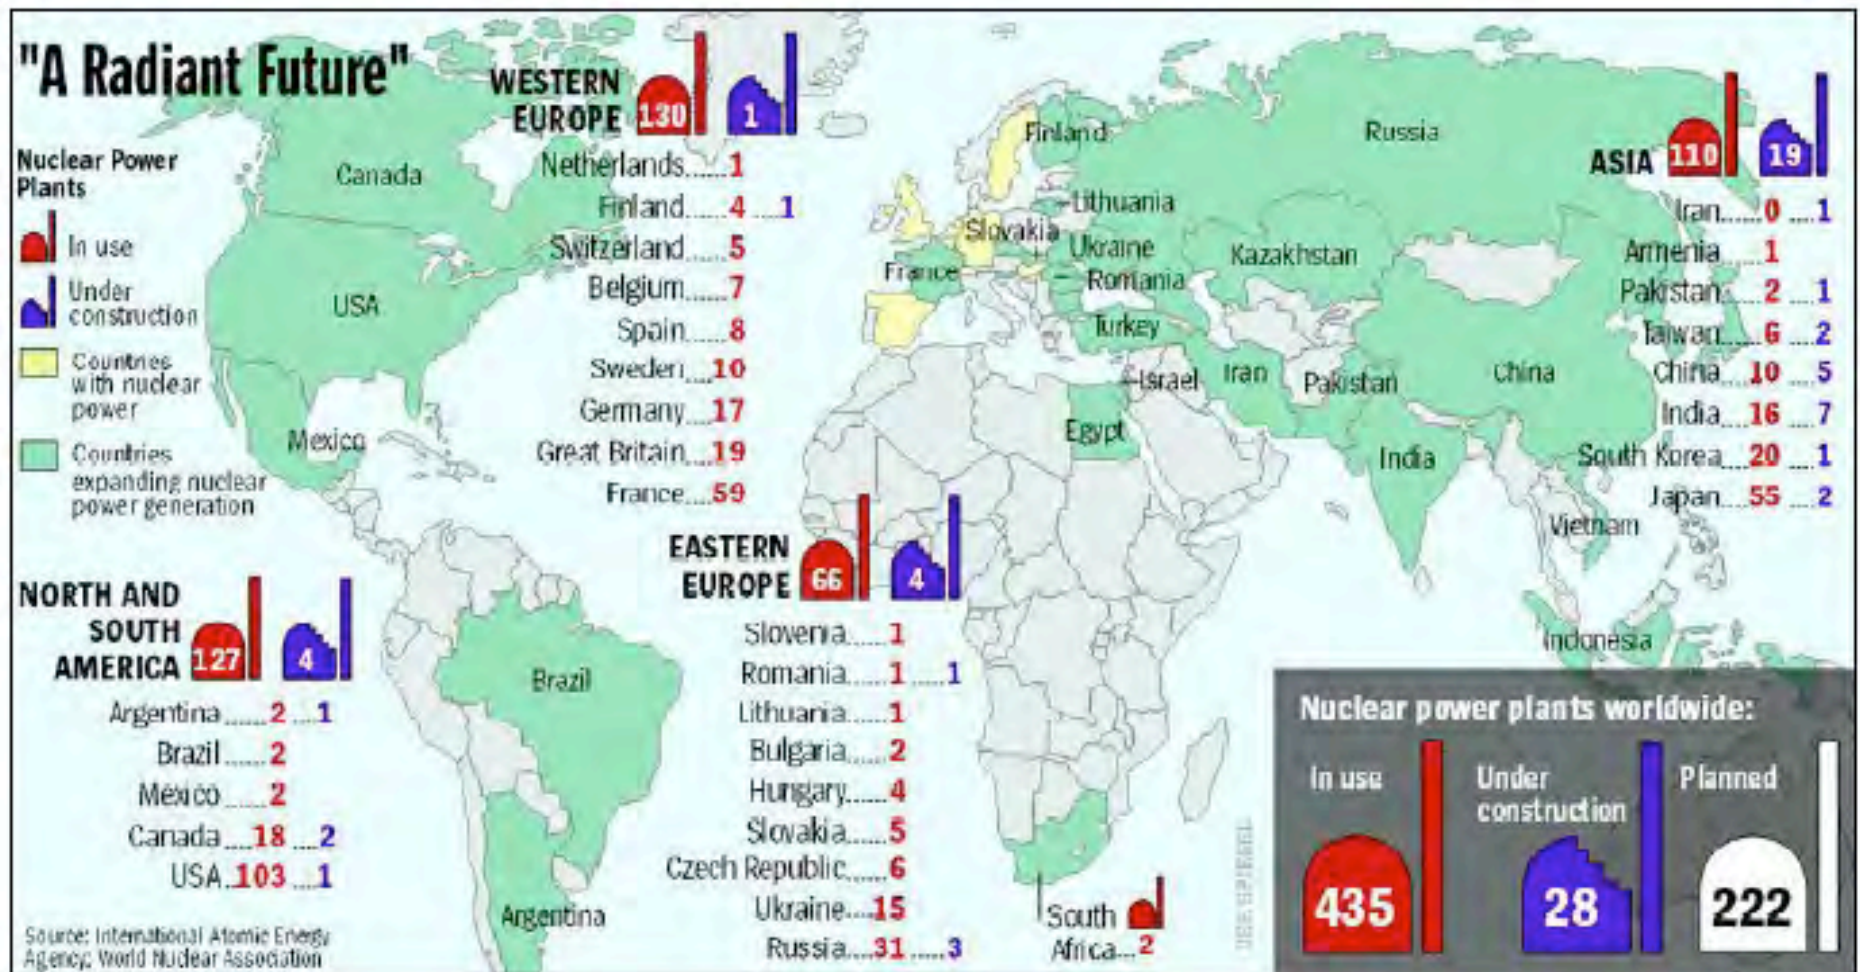 "A Radiant Future"
Nuclear Power
Plants
In use
Under
construction
Countries
with nuclear
power
Countries
expanding nuclear
power generation
WESTERN
EUROPE 130 1
Netherlands......1
Finland.....4....1
Switzerland.....5
Belgium.....7
Spain.....8
Sweden...10
Germany...17
Great Britain...19
France...59
NORTH AND
SOUTH
AMERICA 127 4
Argentina......2...1
Brazil......2
Mexico.....2
Canada...18...2
USA.103...1
EASTERN
EUROPE 66 4
Slovenia.....1
Romania.....1.....1
Lithuania.....1
Bulgaria.....2
Hungary.....4
Slovakia.....5
Czech Republic.....6
Ukraine...15
Russia...31.....3
ASIA 110 19
Iran.....0...1
Armenia....1
Pakistan....2...1
Taiwan....6...2
China...10...5
India...16...7
South Korea...20...1
Japan...55...2
South
Africa...2
Canada
USA
Mexico
Brazil
Argentina
Finland
Russia
Lithuania
Slovakia
Ukraine
France
Romania
Kazakhstan
Turkey
Israel
Iran
Pakistan
China
Egypt
India
Vietnam
Indonesia
Nuclear power plants worldwide:
In use
Under
construction
Planned
435
28
222
DER SPIEGEL
Source: International Atomic Energy
Agency; World Nuclear Association